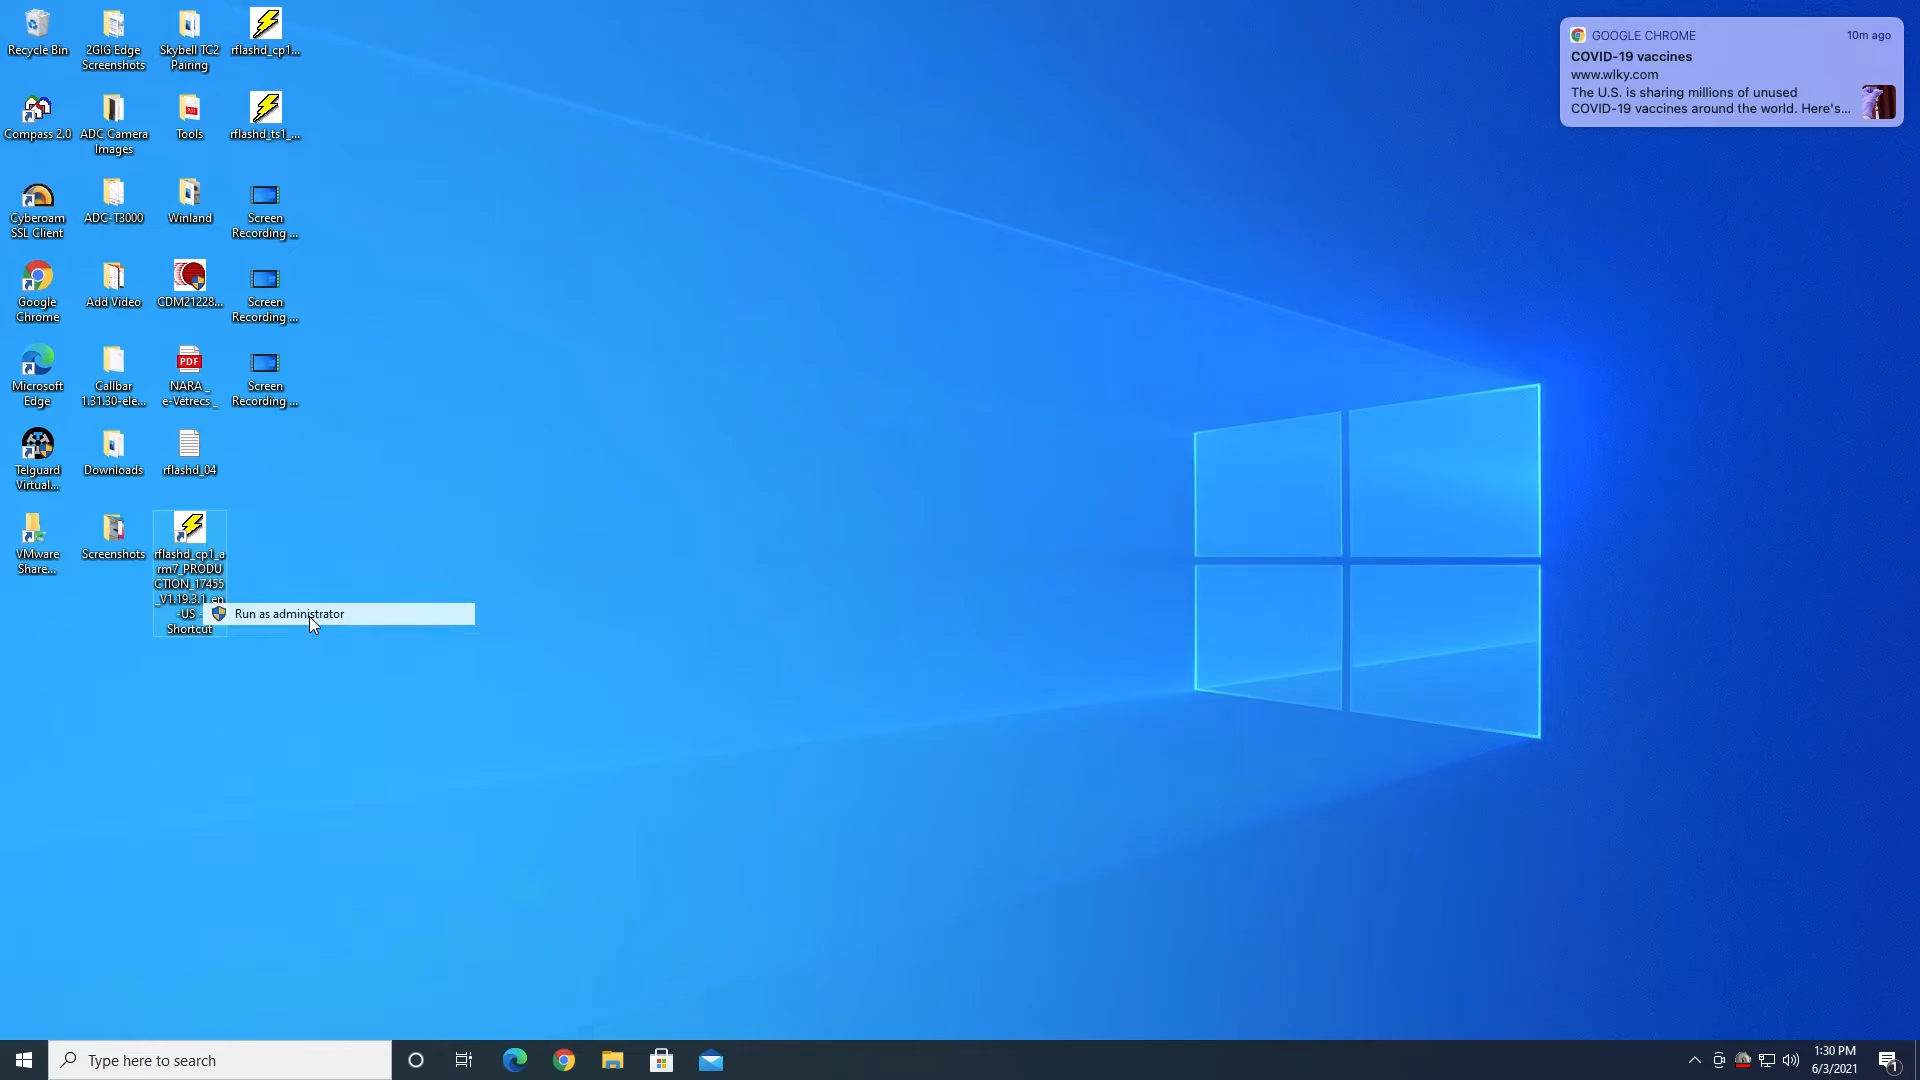 Recycle Bin
2GIG Edge
Screenshots
Skybell TC2
Pairing
rflashd_cp1...
Compass 2.0
ADC Camera
Images
Tools
rflashd_ts1_...
Cyberoam
SSL Client
ADC-T3000
Winland
Screen
Recording ...
Google
Chrome
Add Video
CDM21228...
Screen
Recording ...
Microsoft
Edge
Callbar
1.31.30-ele...
PDF
NARA _
e-Vetrecs _
Screen
Recording ...
Telguard
Virtual...
Downloads
rflashd_04
VMware
Share...
Screenshots
rflashd_cp1_a
rm7_PRODU
CTION_17455
_V1.19.3.1_en
-US -
Shortcut
Run as administrator
GOOGLE CHROME
10m ago
COVID-19 vaccines
www.wlky.com
The U.S. is sharing millions of unused
COVID-19 vaccines around the world. Here's...
Type here to search
1:30 PM
6/3/2021
1